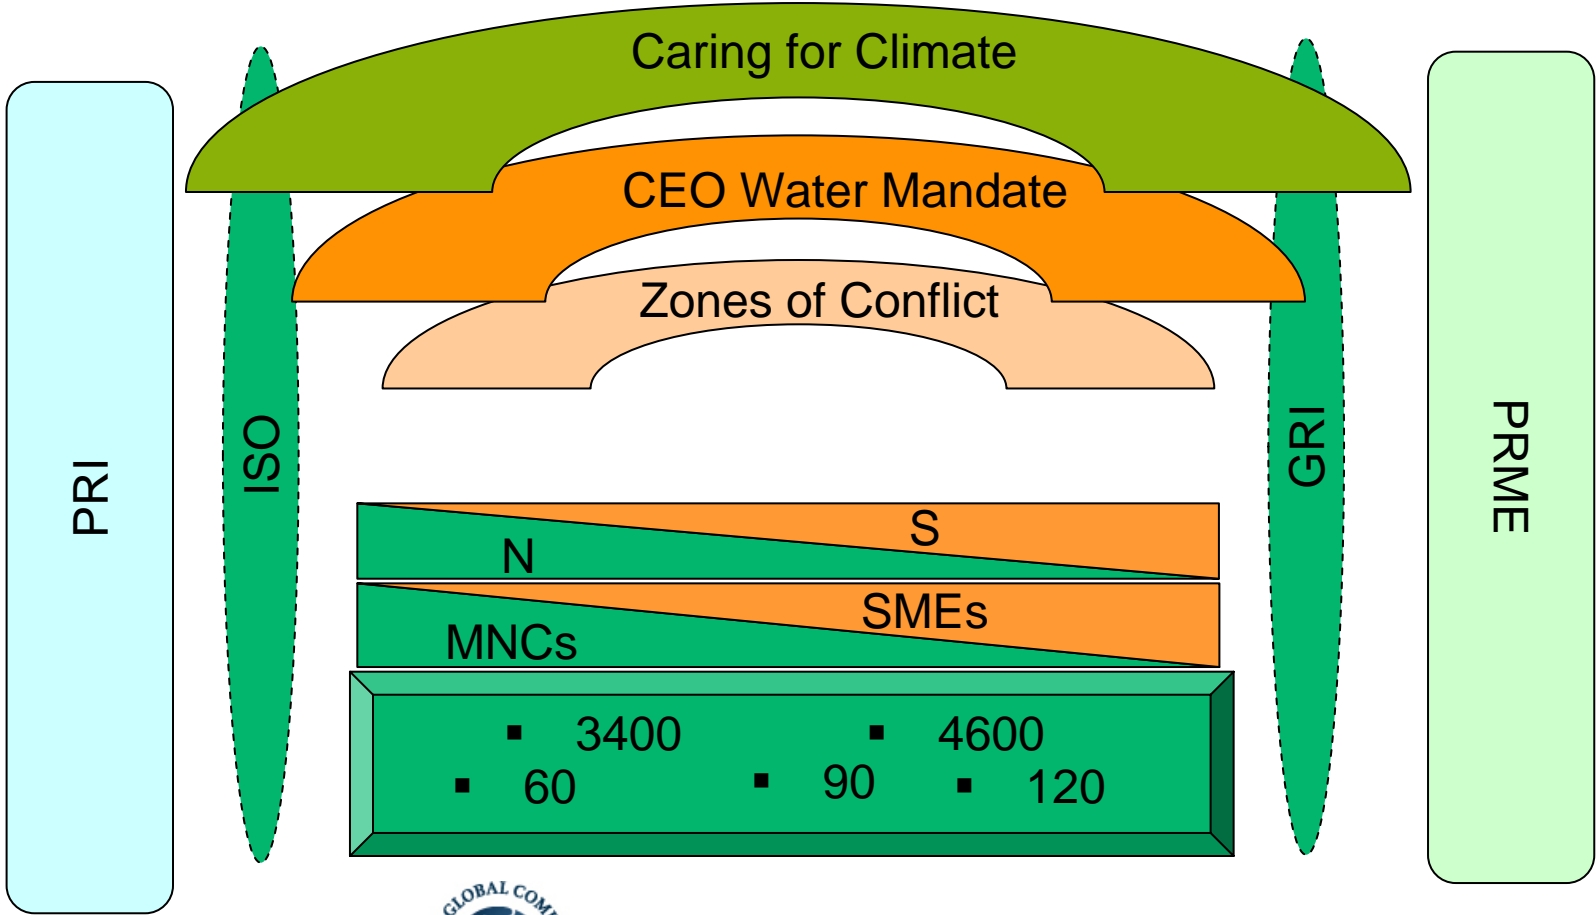 Caring for Climate
CEO Water Mandate
Zones of Conflict
PRI
ISO
GRI
PRME
S
N
SMEs
MNCs
▪ 3400 ▪ 4600
▪ 60 ▪ 90 ▪ 120
GLOBAL